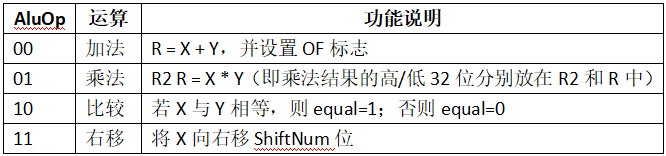 AluOp 运算 功能说明
00 加法 R = X + Y，并设置 OF 标志
01 乘法 R2 R = X * Y（即乘法结果的高/低 32 位分别放在 R2 和 R 中）
10 比较 若 X 与 Y 相等，则 equal=1；否则 equal=0
11 右移 将 X 向右移 ShiftNum 位